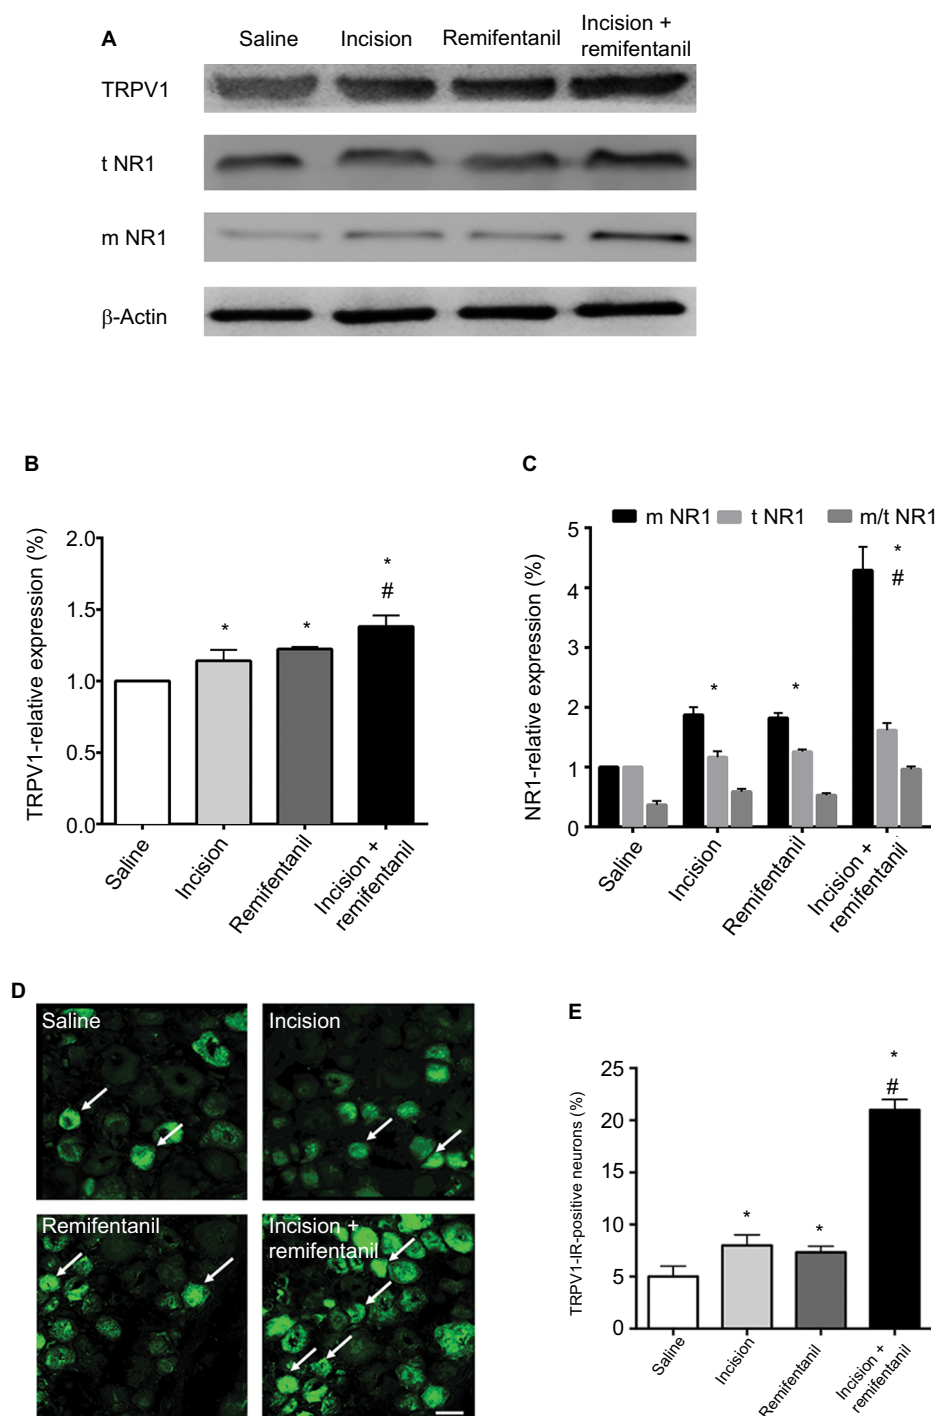 A
Saline
Incision
Remifentanil
Incision +
remifentanil
TRPV1
t NR1
m NR1
β-Actin
B
TRPV1-relative expression (%)
2.0
1.5
1.0
0.5
0.0
*
*
*
#
Saline
Incision
Remifentanil
Incision +
remifentanil
C
m NR1
t NR1
m/t NR1
NR1-relative expression (%)
5
4
3
2
1
0
*
*
*
#
Saline
Incision
Remifentanil
Incision +
remifentanil
D
Saline
Incision
Remifentanil
Incision +
remifentanil
E
TRPV1-IR-positive neurons (%)
25
20
15
10
5
0
*
*
*
#
Saline
Incision
Remifentanil
Incision +
remifentanil